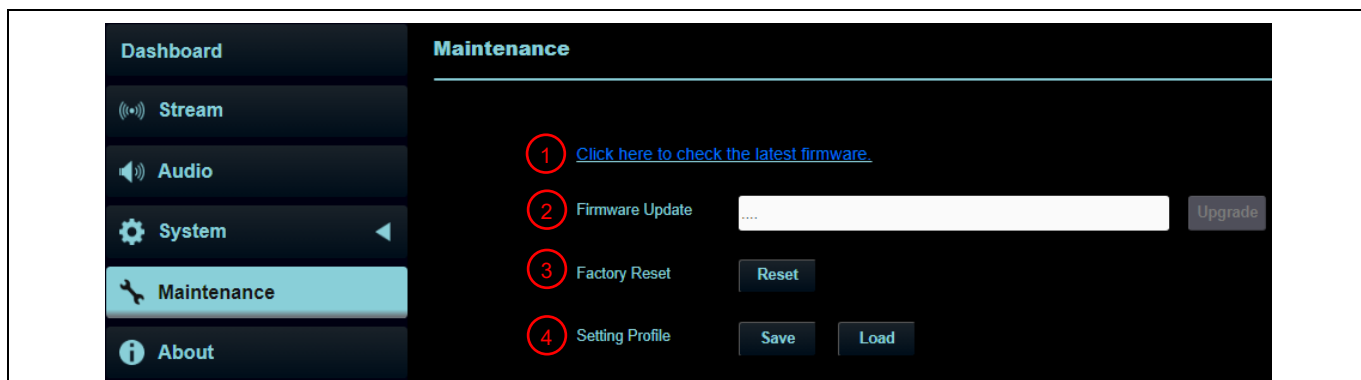 Dashboard
Stream
Audio
System
Maintenance
About
Maintenance
1 Click here to check the latest firmware.
2 Firmware Update .... Upgrade
3 Factory Reset Reset
4 Setting Profile Save Load